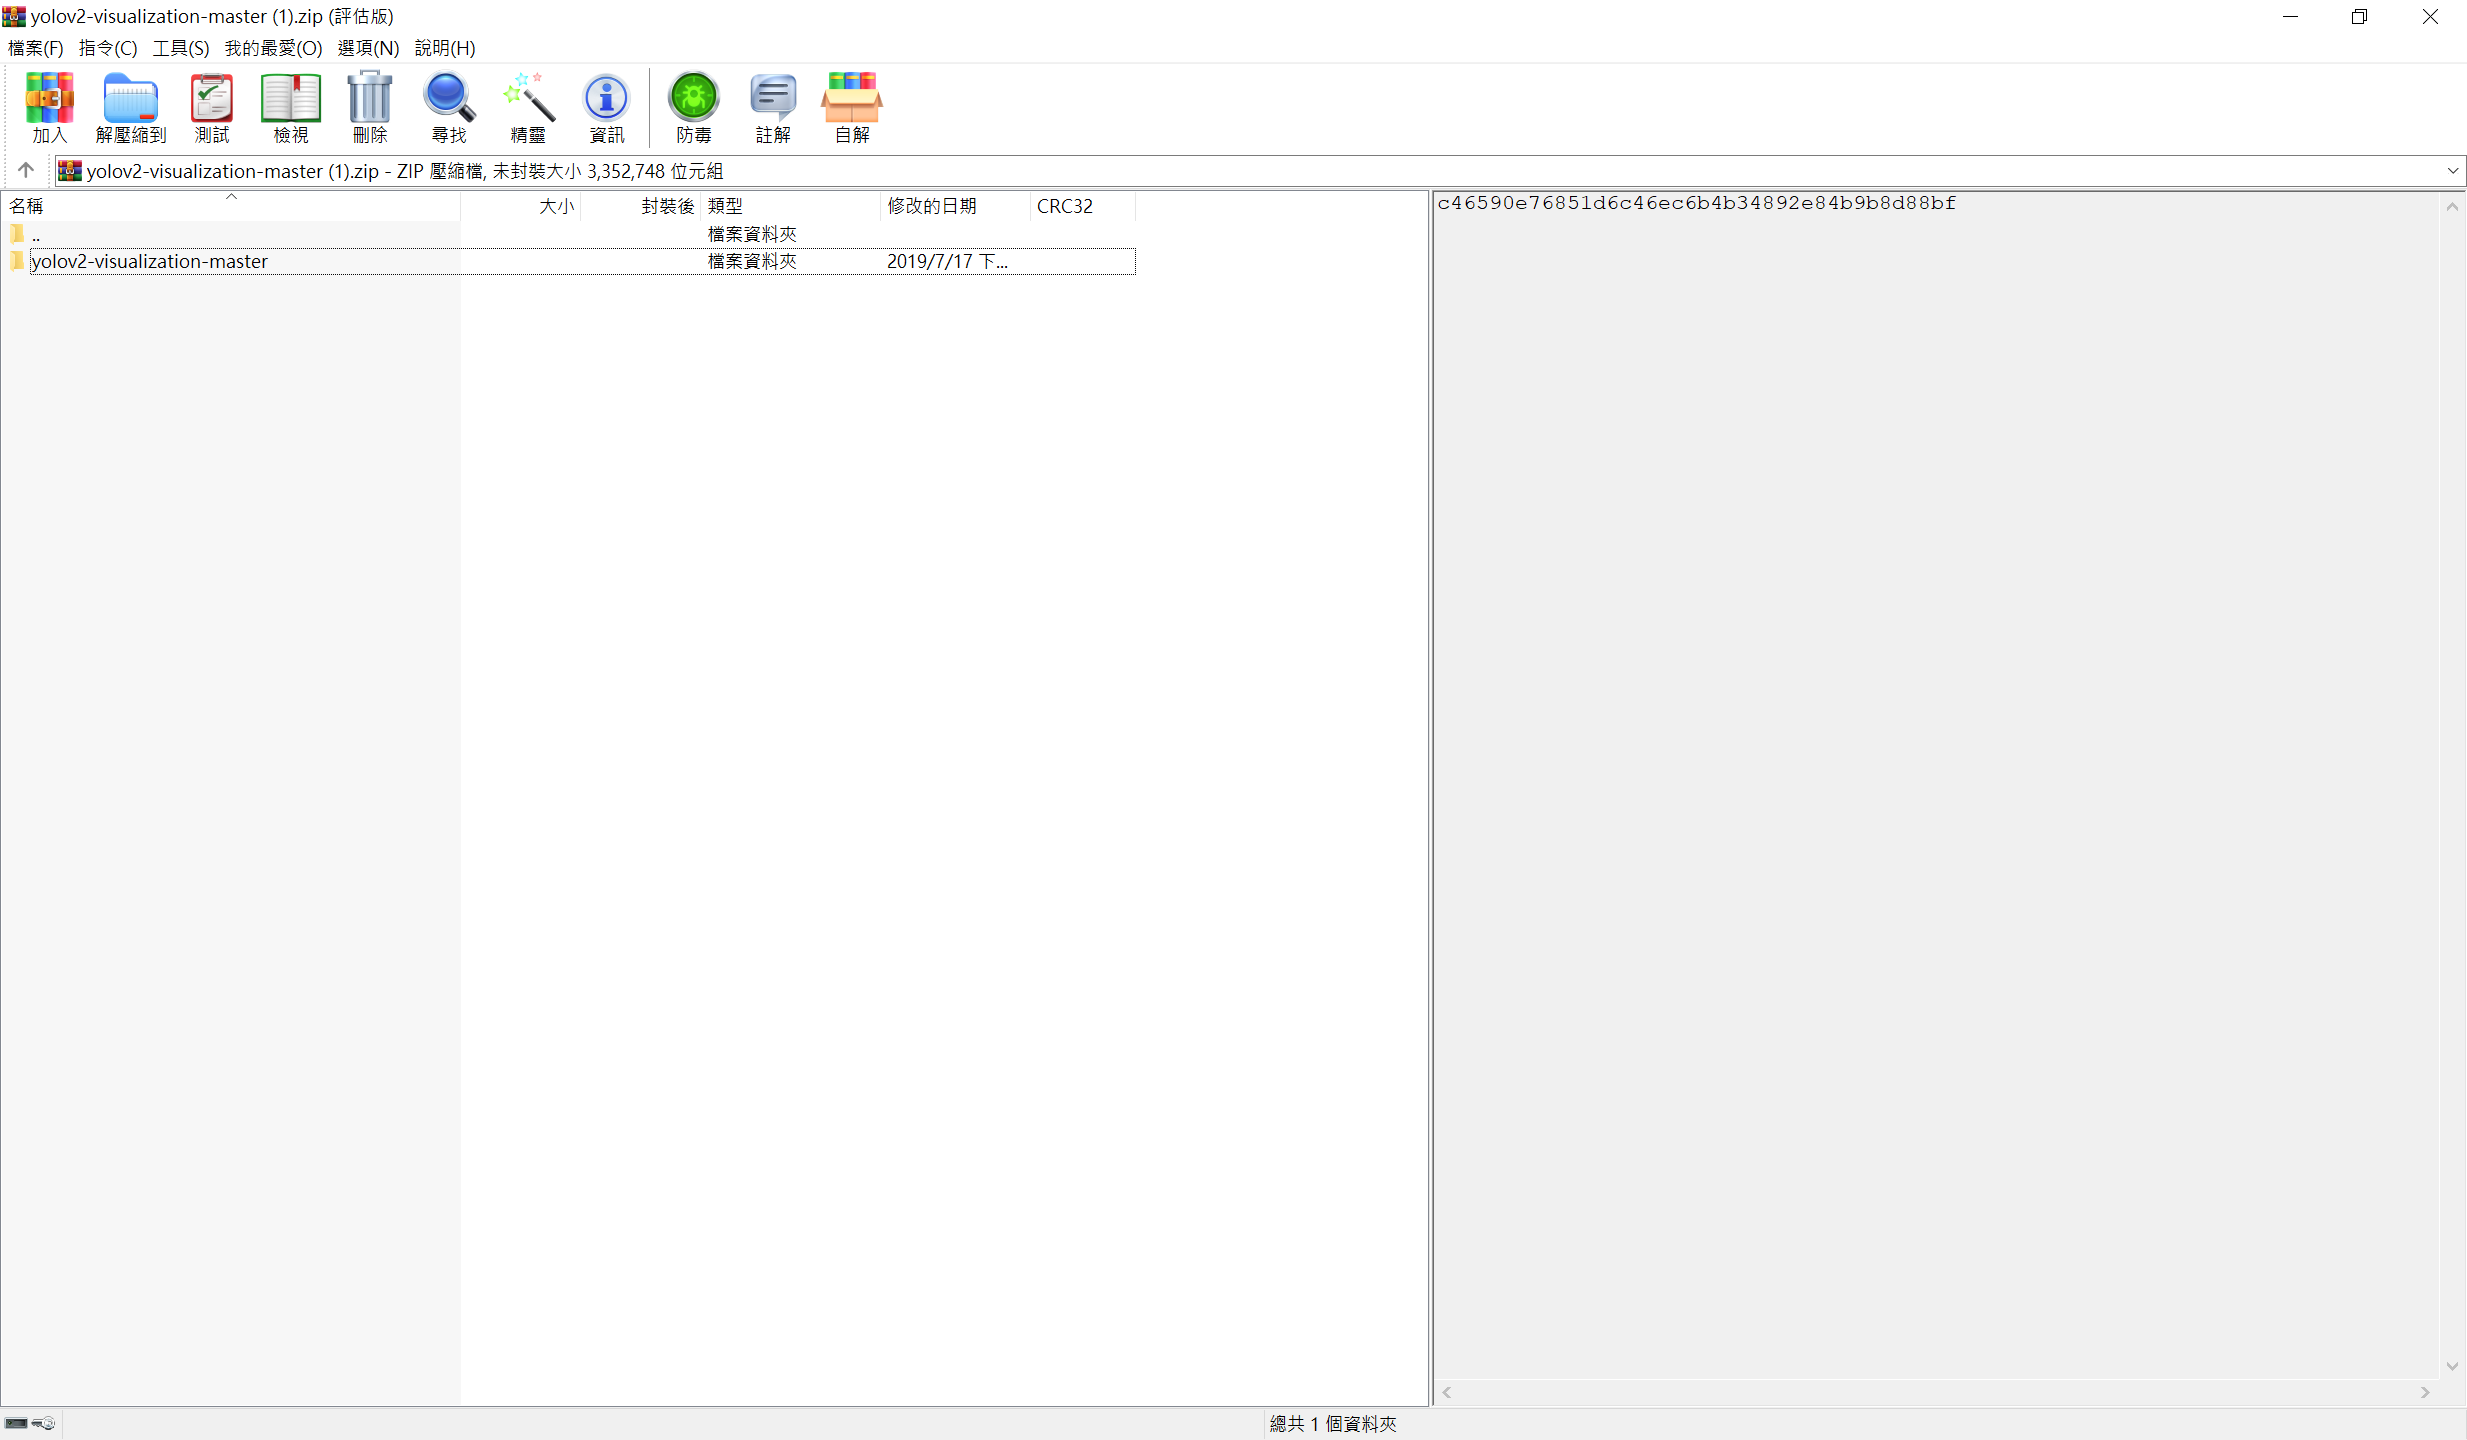 yolov2-visualization-master (1).zip (評估版)
檔案(F) 指令(C) 工具(S) 我的最愛(O) 選項(N) 說明(H)
加入 解壓縮到 測試 檢視 刪除 尋找 精靈 資訊 防毒 註解 自解
yolov2-visualization-master (1).zip - ZIP 壓縮檔, 未封裝大小 3,352,748 位元組
名稱 大小 封裝後 類型 修改的日期 CRC32
.. 檔案資料夾
yolov2-visualization-master 檔案資料夾 2019/7/17 下...
c46590e76851d6c46ec6b4b34892e84b9b8d88bf
總共 1 個資料夾